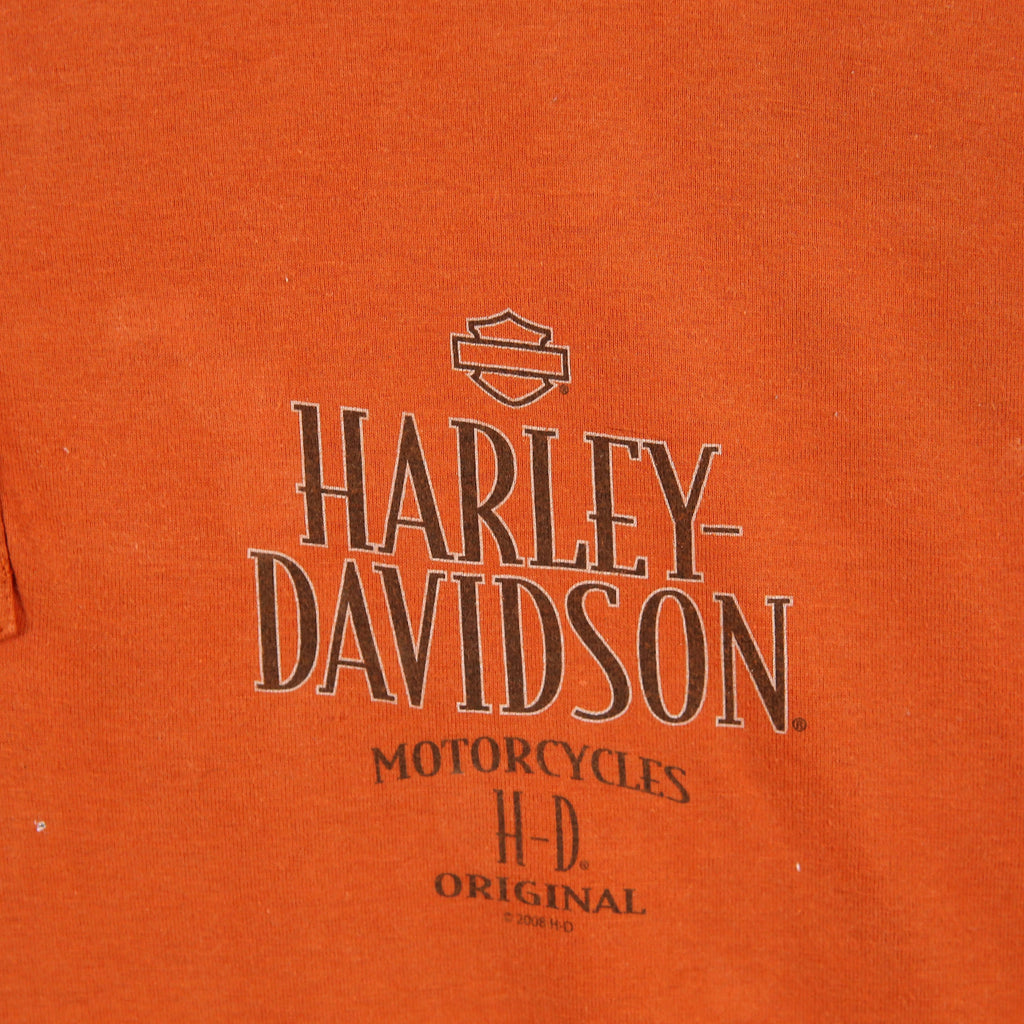 HARLEY-
DAVIDSON®
MOTORCYCLES
H-D®
ORIGINAL
© 2008 H-D